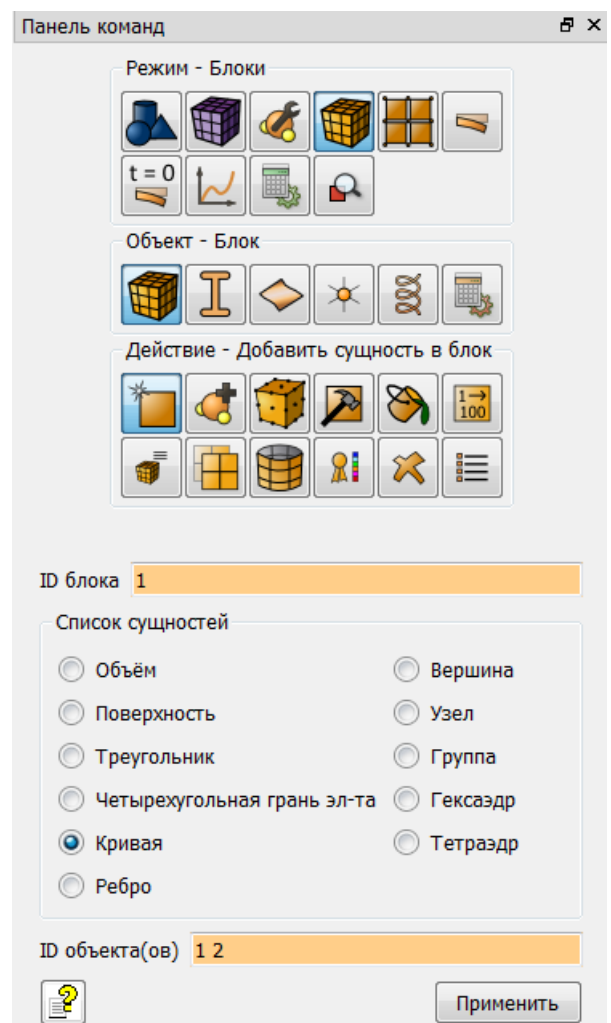 Панель команд
Режим - Блоки
t = 0
Объект - Блок
Действие - Добавить сущность в блок
1→
100
ID блока 1
Список сущностей
Объём
Вершина
Поверхность
Узел
Треугольник
Группа
Четырехугольная грань эл-та
Гексаэдр
Кривая
Тетраэдр
Ребро
ID объекта(ов) 1 2
Применить